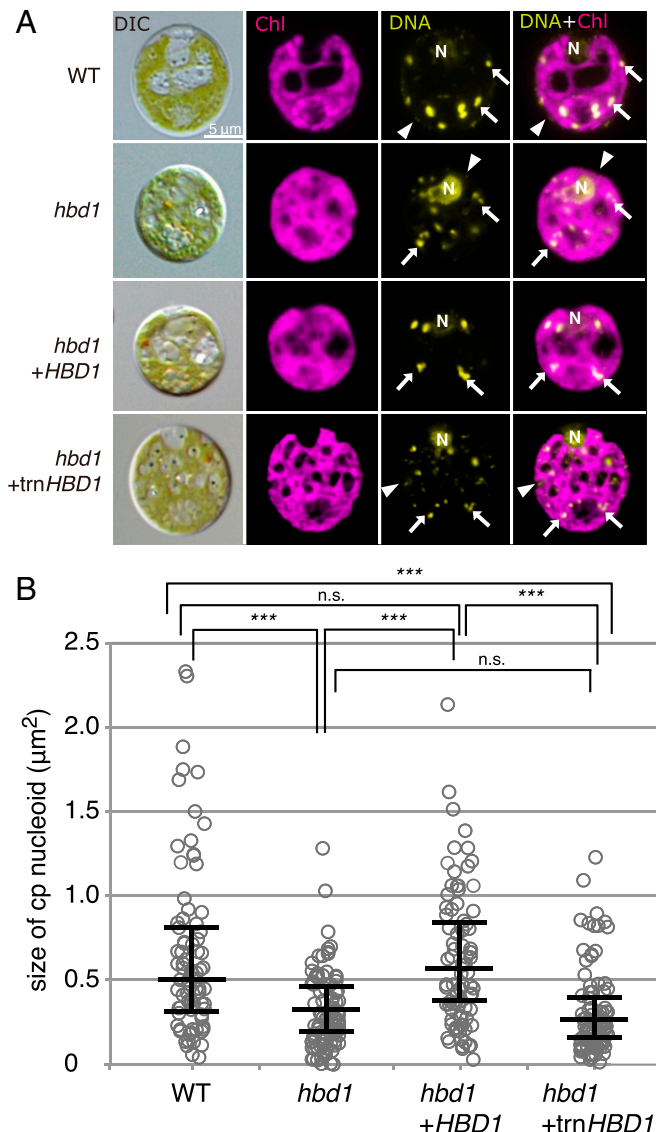 A
DIC Chl DNA DNA+Chl
WT N N
5 µm
hbd1 N N
hbd1
+HBD1 N N
hbd1
+trnHBD1 N N
B
***
n.s.
*** *** ***
n.s.
2.5
2.0
1.5
1.0
0.5
0
size of cp nucleoid (µm²)
WT hbd1 hbd1 hbd1
+HBD1 +trnHBD1